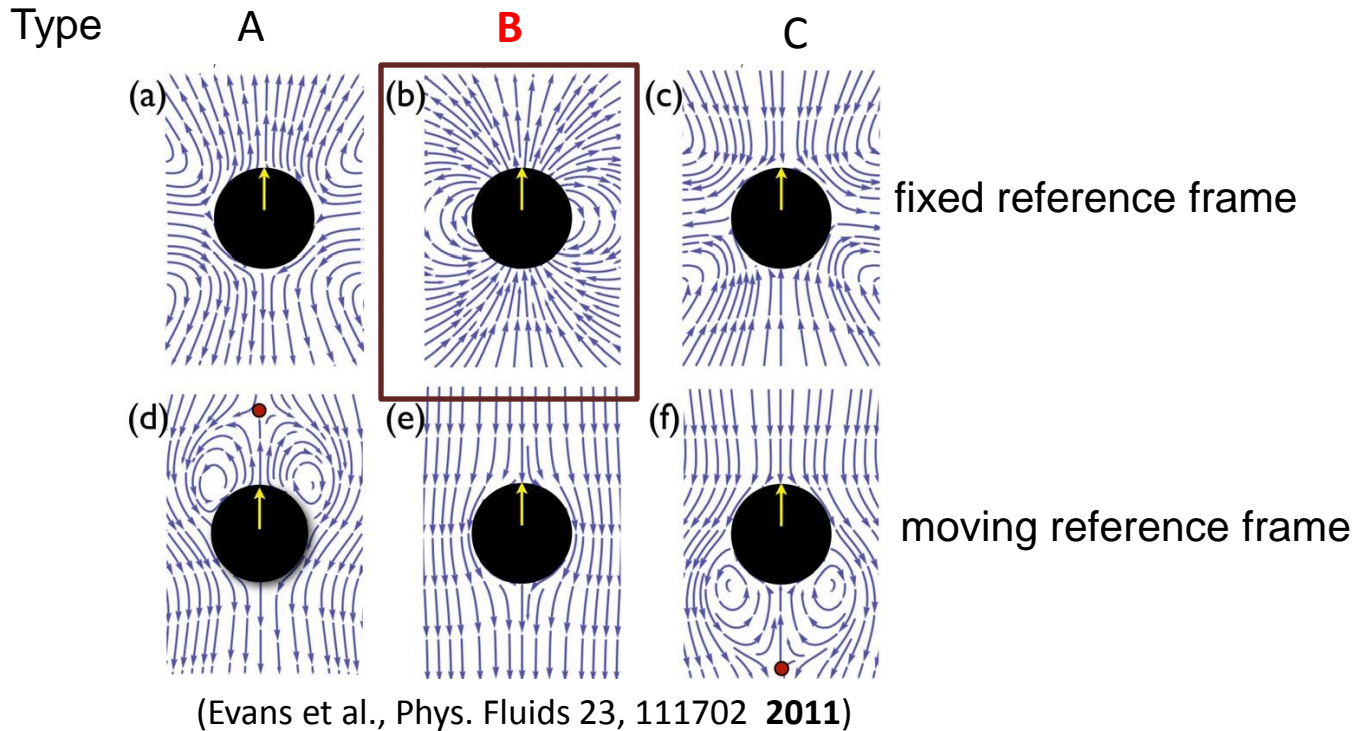 Type A B C
(a) (b) (c)
fixed reference frame
(d) (e) (f)
moving reference frame
(Evans et al., Phys. Fluids 23, 111702 2011)